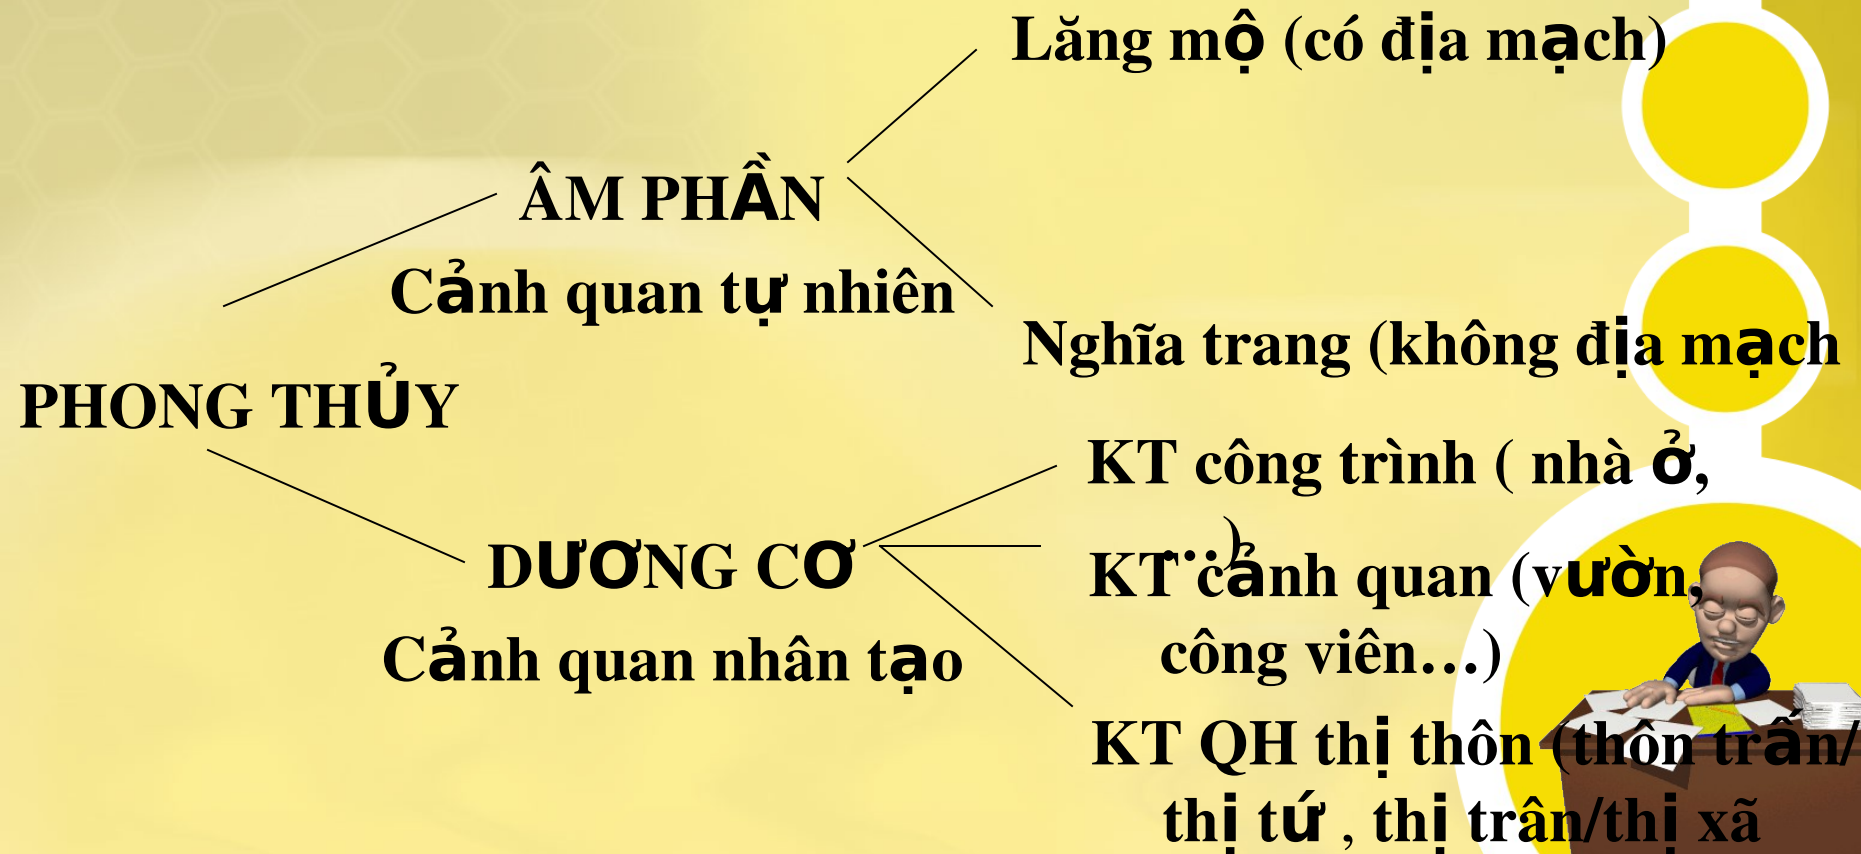 Lăng mộ (có địa mạch)
ÂM PHẦN
Cảnh quan tự nhiên
Nghĩa trang (không địa mạch
PHONG THỦY
KT công trình ( nhà ở,
…)
DƯƠNG CƠ
KT cảnh quan (vườn,
công viên…)
Cảnh quan nhân tạo
KT QH thị thôn (thôn trấn/
thị tứ , thị trân/thị xã